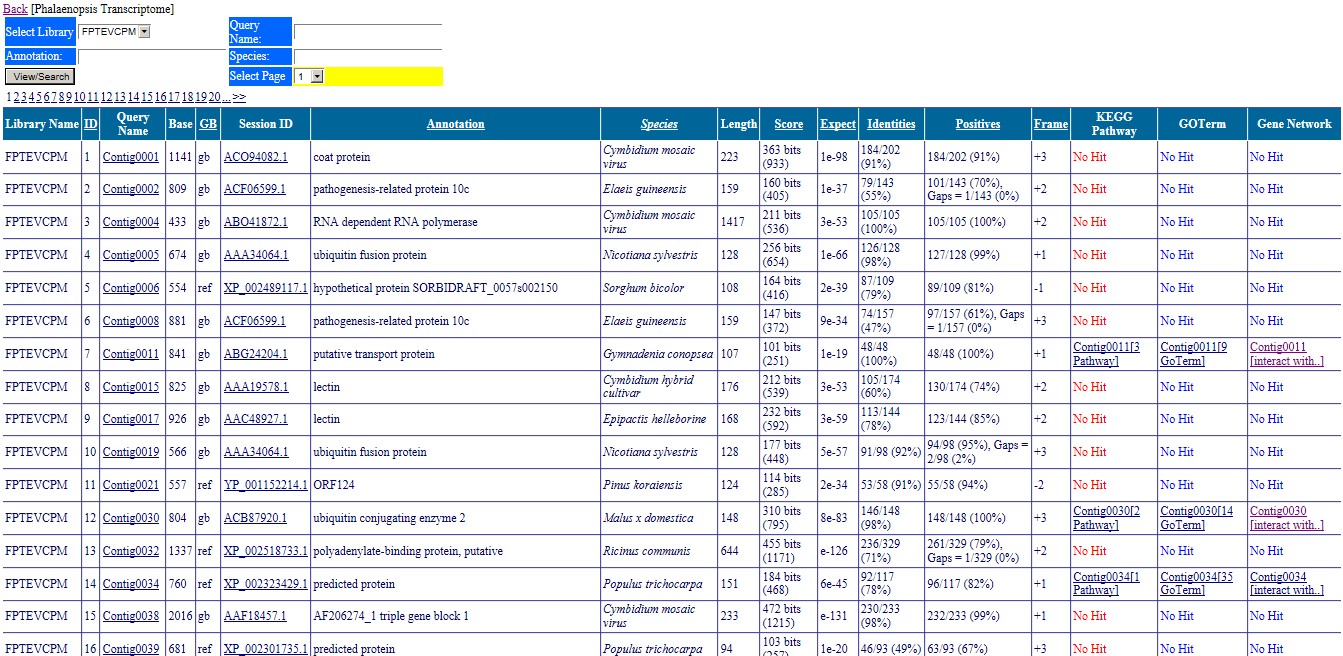 Back [Phalaenopsis Transcriptome]
Select Library FPTEVCPM Query Name:
Annotation: Species:
View/Search Select Page 1
1 2 3 4 5 6 7 8 9 10 11 12 13 14 15 16 17 18 19 20 ... >>
Library Name ID Query Name Base GB Session ID Annotation Species Length Score Expect Identities Positives Frame KEGG Pathway GOTerm Gene Network
FPTEVCPM 1 Contig0001 1141 gb ACO94082.1 coat protein Cymbidium mosaic virus 223 363 bits (933) 1e-98 184/202 (91%) 184/202 (91%) +3 No Hit No Hit No Hit
FPTEVCPM 2 Contig0002 809 gb ACF06599.1 pathogenesis-related protein 10c Elaeis guineensis 159 160 bits (405) 1e-37 79/143 (55%) 101/143 (70%), Gaps = 1/143 (0%) +2 No Hit No Hit No Hit
FPTEVCPM 3 Contig0004 433 gb ABO41872.1 RNA dependent RNA polymerase Cymbidium mosaic virus 1417 211 bits (536) 3e-53 105/105 (100%) 105/105 (100%) +2 No Hit No Hit No Hit
FPTEVCPM 4 Contig0005 674 gb AAA34064.1 ubiquitin fusion protein Nicotiana sylvestris 128 256 bits (654) 1e-66 126/128 (98%) 127/128 (99%) +1 No Hit No Hit No Hit
FPTEVCPM 5 Contig0006 554 ref XP_002489117.1 hypothetical protein SORBIDRAFT_0057s002150 Sorghum bicolor 108 164 bits (416) 2e-39 87/109 (79%) 89/109 (81%) -1 No Hit No Hit No Hit
FPTEVCPM 6 Contig0008 881 gb ACF06599.1 pathogenesis-related protein 10c Elaeis guineensis 159 147 bits (372) 9e-34 74/157 (47%) 97/157 (61%), Gaps = 1/157 (0%) +3 No Hit No Hit No Hit
FPTEVCPM 7 Contig0011 841 gb ABG24204.1 putative transport protein Gymnadenia conopsea 107 101 bits (251) 1e-19 48/48 (100%) 48/48 (100%) +1 Contig0011[3 Pathway] Contig0011[9 GoTerm] Contig0011 [interact with..]
FPTEVCPM 8 Contig0015 825 gb AAA19578.1 lectin Cymbidium hybrid cultivar 176 212 bits (539) 3e-53 105/174 (60%) 130/174 (74%) +2 No Hit No Hit No Hit
FPTEVCPM 9 Contig0017 926 gb AAC48927.1 lectin Epipactis helleborine 168 232 bits (592) 3e-59 113/144 (78%) 123/144 (85%) +2 No Hit No Hit No Hit
FPTEVCPM 10 Contig0019 566 gb AAA34064.1 ubiquitin fusion protein Nicotiana sylvestris 128 177 bits (448) 5e-57 91/98 (92%) 94/98 (95%), Gaps = 2/98 (2%) +3 No Hit No Hit No Hit
FPTEVCPM 11 Contig0021 557 ref YP_001152214.1 ORF124 Pinus koraiensis 124 114 bits (285) 2e-34 53/58 (91%) 55/58 (94%) -2 No Hit No Hit No Hit
FPTEVCPM 12 Contig0030 804 gb ACB87920.1 ubiquitin conjugating enzyme 2 Malus x domestica 148 310 bits (795) 8e-83 146/148 (98%) 148/148 (100%) +3 Contig0030[2 Pathway] Contig0030[14 GoTerm] Contig0030 [interact with..]
FPTEVCPM 13 Contig0032 1337 ref XP_002518733.1 polyadenylate-binding protein, putative Ricinus communis 644 455 bits (1171) e-126 236/329 (71%) 261/329 (79%), Gaps = 1/329 (0%) +2 No Hit No Hit No Hit
FPTEVCPM 14 Contig0034 760 ref XP_002323429.1 predicted protein Populus trichocarpa 151 184 bits (468) 6e-45 92/117 (78%) 96/117 (82%) +1 Contig0034[1 Pathway] Contig0034[35 GoTerm] Contig0034 [interact with..]
FPTEVCPM 15 Contig0038 2016 gb AAF18457.1 AF206274_1 triple gene block 1 Cymbidium mosaic virus 233 472 bits (1215) e-131 230/233 (98%) 232/233 (99%) +1 No Hit No Hit No Hit
FPTEVCPM 16 Contig0039 681 ref XP_002301735.1 predicted protein Populus trichocarpa 94 103 bits (257) 1e-20 46/93 (49%) 63/93 (67%) +3 No Hit No Hit No Hit